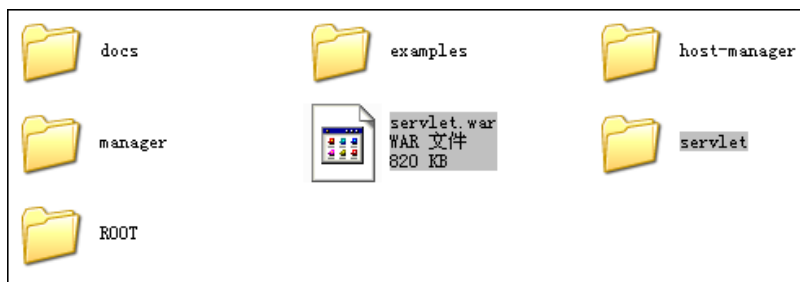 docs
examples
host-manager
manager
servlet.war
WAR 文件
820 KB
servlet
ROOT